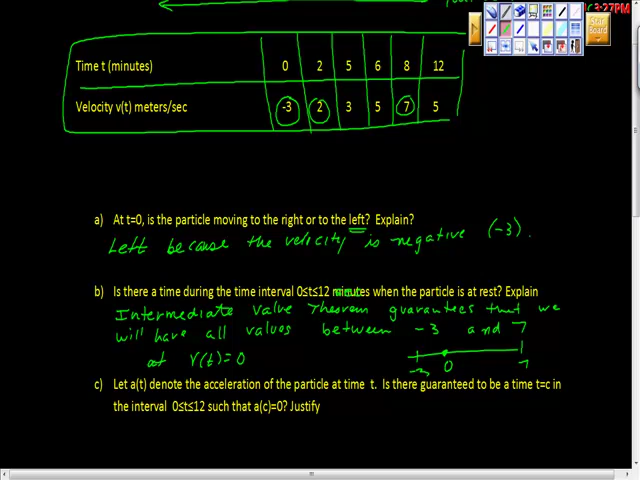 3:27PM
Start Board
Time t (minutes) 0 2 5 6 8 12
Velocity v(t) meters/sec -3 2 3 5 7 5
a) At t=0, is the particle moving to the right or to the left? Explain?
Left because the velocity is negative (-3).
b) Is there a time during the time interval 0≤t≤12 minutes when the particle is at rest? Explain
Intermediate Value Theorem guarantees that we
will have all values between -3 and 7
at V(t)=0
-3 0 7
c) Let a(t) denote the acceleration of the particle at time t. Is there guaranteed to be a time t=c in
the interval 0≤t≤12 such that a(c)=0? Justify